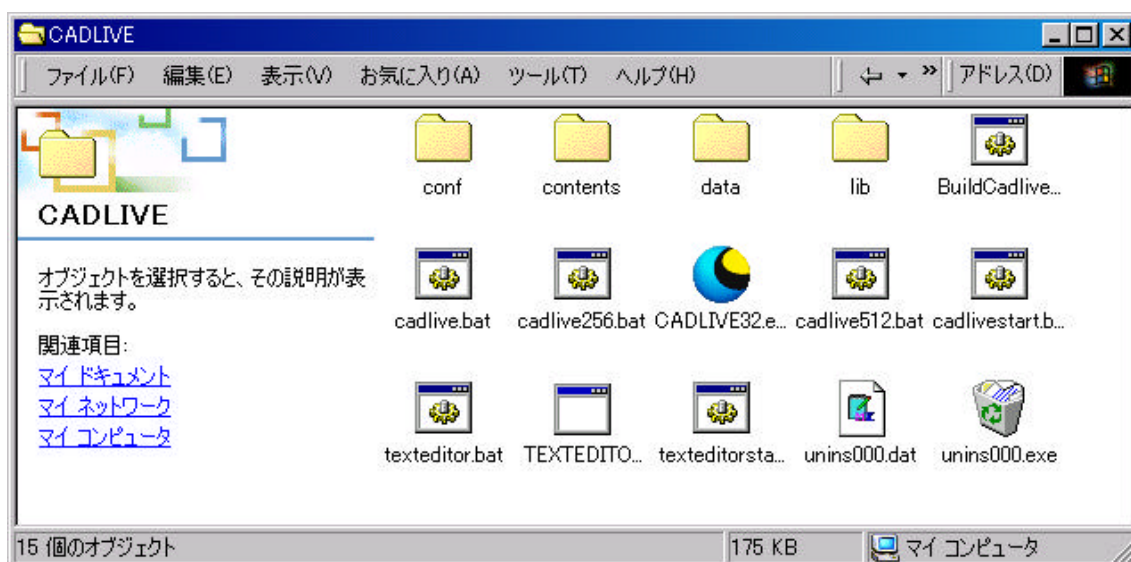 CADLIVE
ファイル(F) 編集(E) 表示(V) お気に入り(A) ツール(T) ヘルプ(H) アドレス(D)
CADLIVE
オブジェクトを選択すると、その説明が表
示されます。
関連項目:
マイ ドキュメント
マイ ネットワーク
マイ コンピュータ
conf contents data lib BuildCadlive...
cadlive.bat cadlive256.bat CADLIVE32.e... cadlive512.bat cadlivestart.b...
texteditor.bat TEXTEDITO... texteditorsta... unins000.dat unins000.exe
15 個のオブジェクト 175 KB マイ コンピュータ